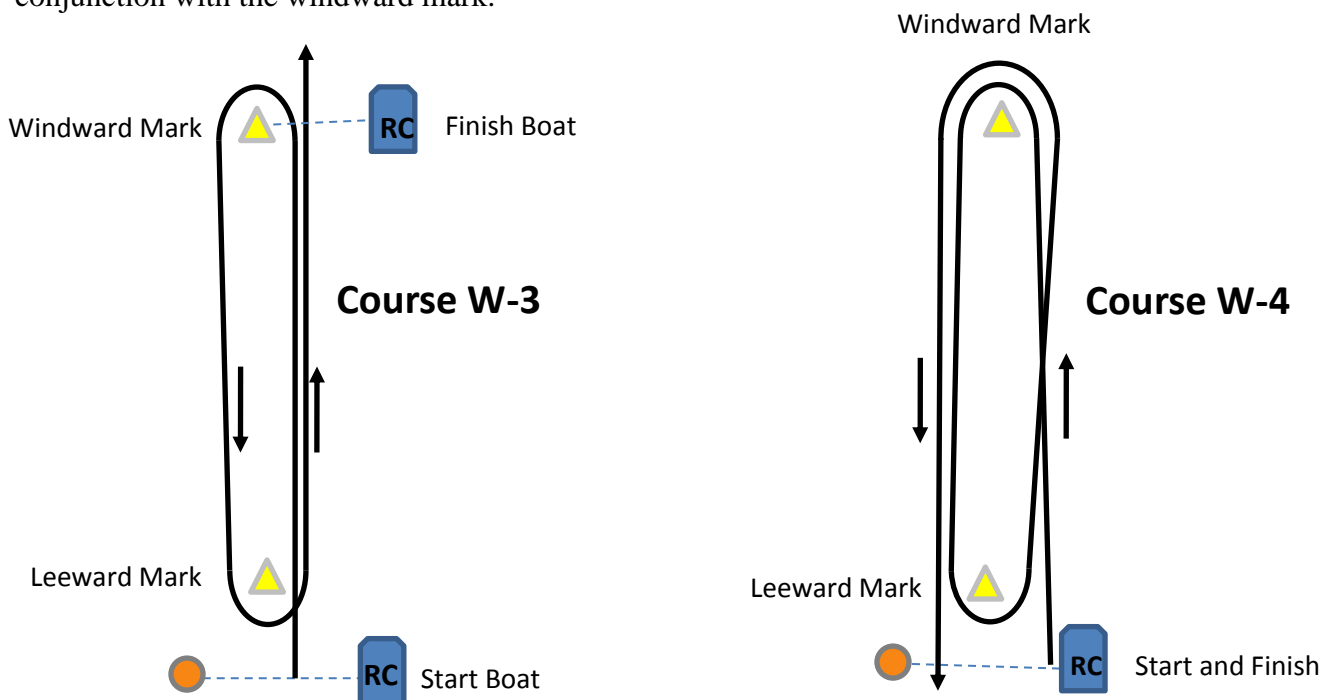 conjunction with the windward mark.
Windward Mark
Windward Mark
RC
Finish Boat
Course W-3
Course W-4
Leeward Mark
Leeward Mark
RC
Start Boat
RC
Start and Finish